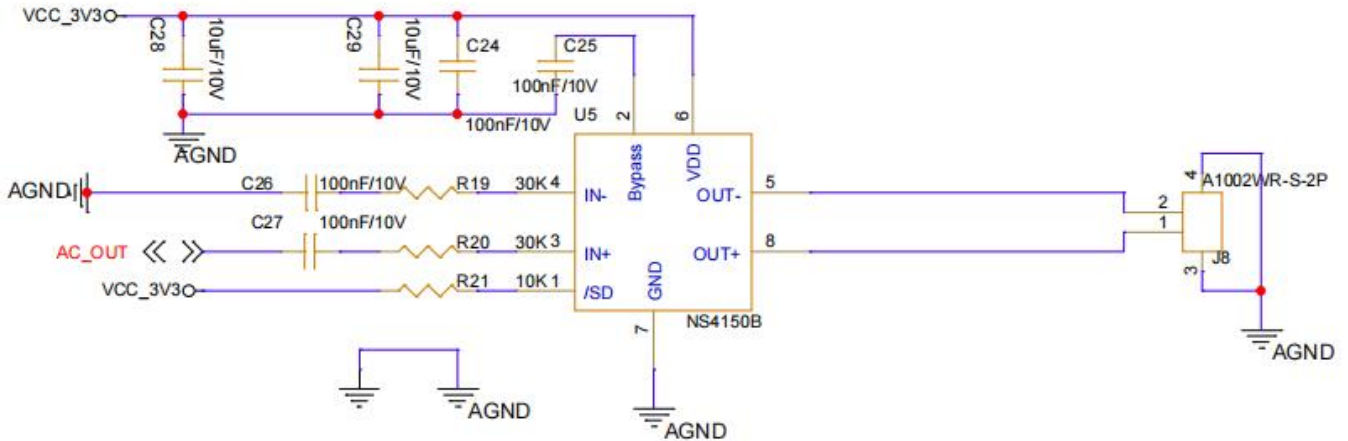 VCC_3V3
C28
10uF/10V
C29
10uF/10V
C24
100nF/10V
C25
100nF/10V
AGND
U5
2
6
Bypass
VDD
AGND
C26
100nF/10V
R19
30K
4
IN-
OUT-
5
C27
100nF/10V
AC_OUT
R20
30K
3
IN+
OUT+
8
VCC_3V3
R21
10K
1
/SD
GND
7
NS4150B
AGND
AGND
4
A1002WR-S-2P
2
1
J8
3
AGND